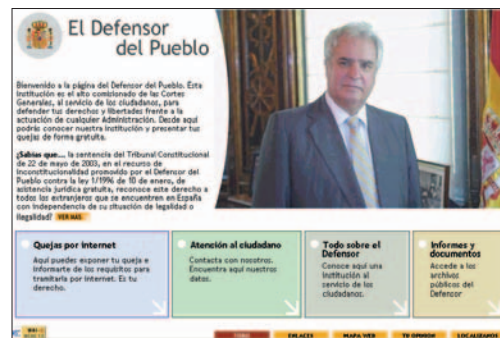 El Defensor
del Pueblo
Bienvenido a la página del Defensor del Pueblo. Esta
Institución es el alto comisionado de las Cortes
Generales, al servicio de los ciudadanos, para
defender tus derechos y libertades frente a la
actuación de cualquier Administración. Desde aquí
podrás conocer nuestra Institución y presentar tus
quejas de forma gratuita.
¿Sabías que.... la sentencia del Tribunal Constitucional
de 22 de mayo de 2003, en el recurso de
inconstitucionalidad promovido por el Defensor del
Pueblo contra la ley 1/1996 de 10 de enero, de
asistencia jurídica gratuita, reconoce este derecho a
todos los extranjeros que se encuentren en España
con independencia de su situación de legalidad o
ilegalidad? VER MAS
Quejas por internet
Aquí puedes exponer tu queja e
informarte de los requisitos para
tramitarla por internet. Es tu
derecho.
Atención al ciudadano
Contacta con nosotros.
Encuentra aquí nuestros
datos.
Todo sobre el
Defensor
Conoce aquí una
institución al
servicio de los
ciudadanos.
Informes y
documentos
Accede a los
archivos
públicos del
Defensor
ENLACES MAPA WEB TU OPINION LOCALIZANOS